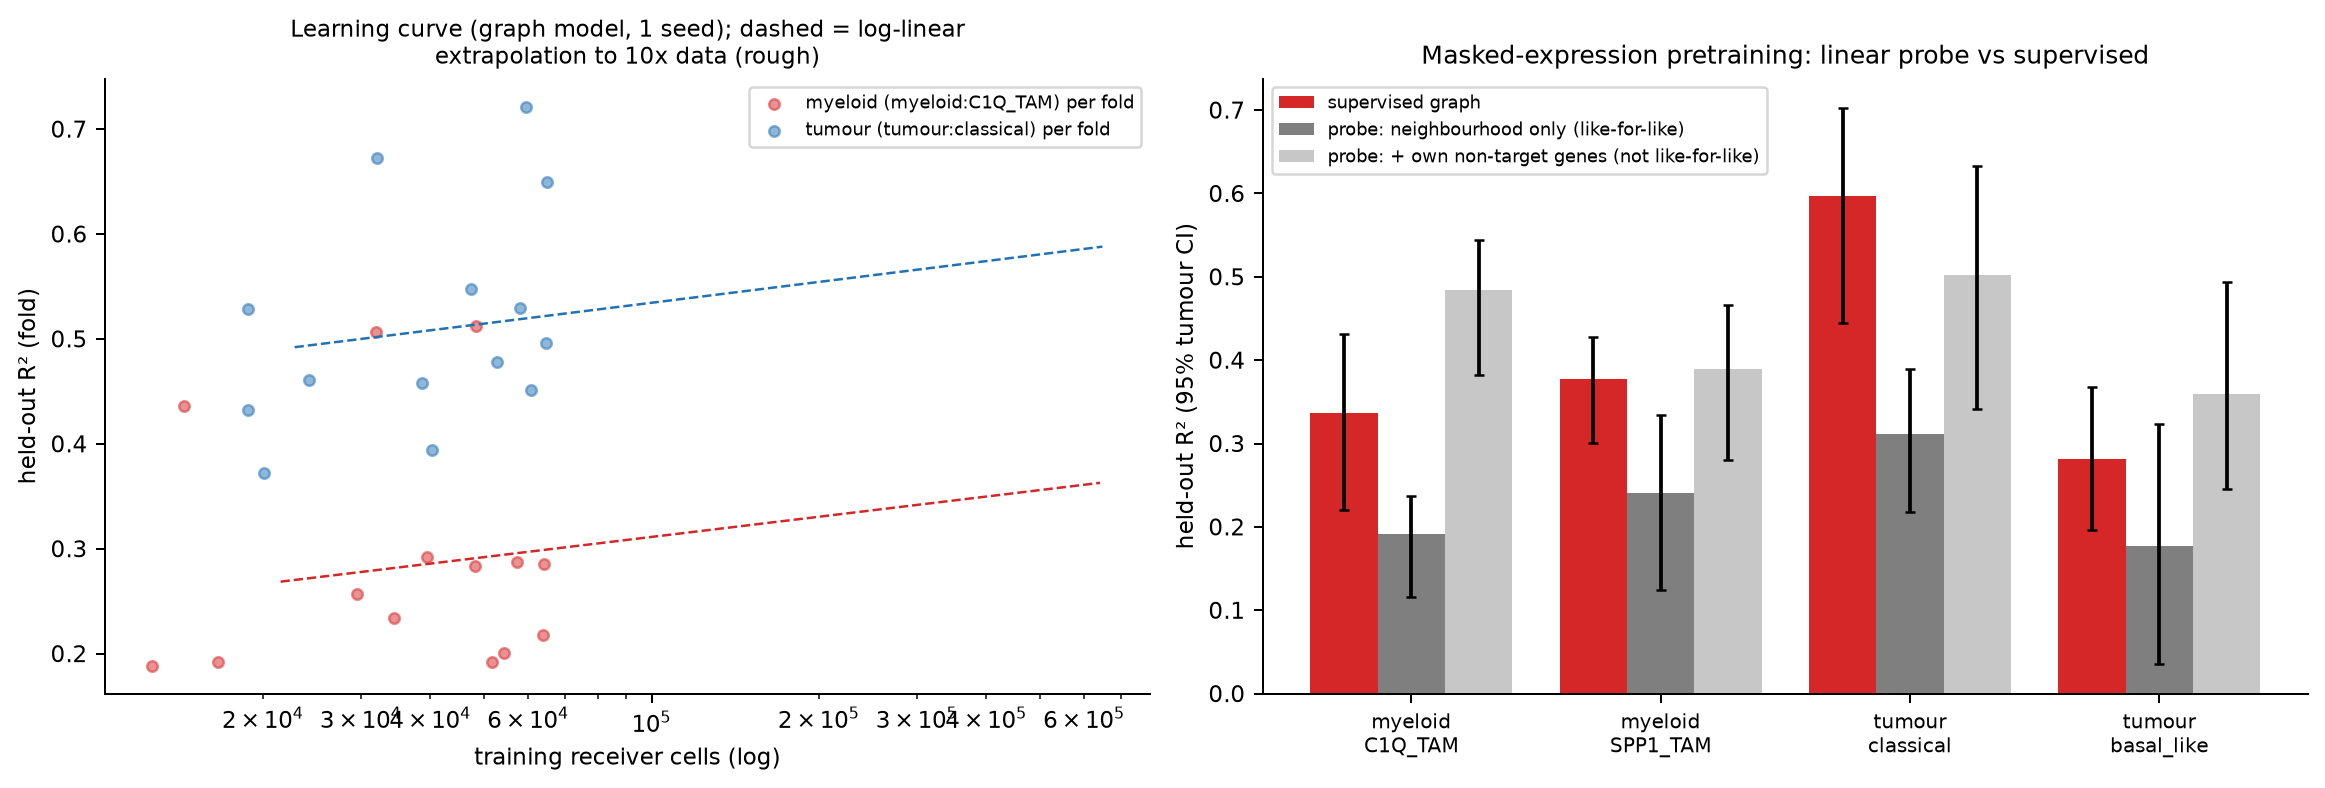 Learning curve (graph model, 1 seed); dashed = log-linear
extrapolation to 10x data (rough)
myeloid (myeloid:C1Q_TAM) per fold
tumour (tumour:classical) per fold
held-out R² (fold)
0.7
0.6
0.5
0.4
0.3
0.2
2 × 10⁴
3 × 10⁴
4 × 10⁴
6 × 10⁴
10⁵
2 × 10⁵
3 × 10⁵
4 × 10⁵
6 × 10⁵
training receiver cells (log)
Masked-expression pretraining: linear probe vs supervised
supervised graph
probe: neighbourhood only (like-for-like)
probe: + own non-target genes (not like-for-like)
held-out R² (95% tumour CI)
0.7
0.6
0.5
0.4
0.3
0.2
0.1
0.0
myeloid
C1Q_TAM
myeloid
SPP1_TAM
tumour
classical
tumour
basal_like